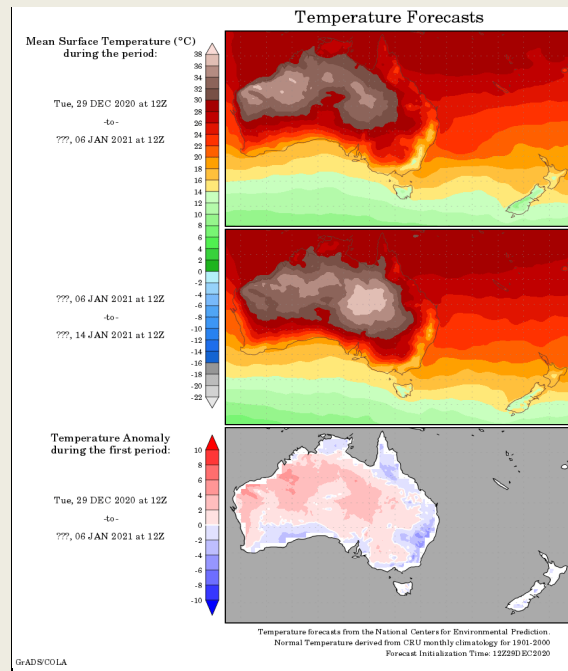 Temperature Forecasts
Mean Surface Temperature (°C)
during the period:
Tue, 29 DEC 2020 at 12Z
-to-
???, 06 JAN 2021 at 12Z
38
36
34
32
30
28
26
24
22
20
18
16
14
12
10
8
6
4
2
0
-2
-4
-6
-8
-10
-12
-14
-16
-18
-20
-22
???, 06 JAN 2021 at 12Z
-to-
???, 14 JAN 2021 at 12Z
Temperature Anomaly
during the first period:
Tue, 29 DEC 2020 at 12Z
-to-
???, 06 JAN 2021 at 12Z
10
8
6
4
2
0
-2
-4
-6
-8
-10
Temperature forecasts from the National Centers for Environmental Prediction.
Normal Temperature derived from CRU monthly climatology for 1901-2000
Forecast Initialization Time: 12Z29DEC2020
GrADS/COLA